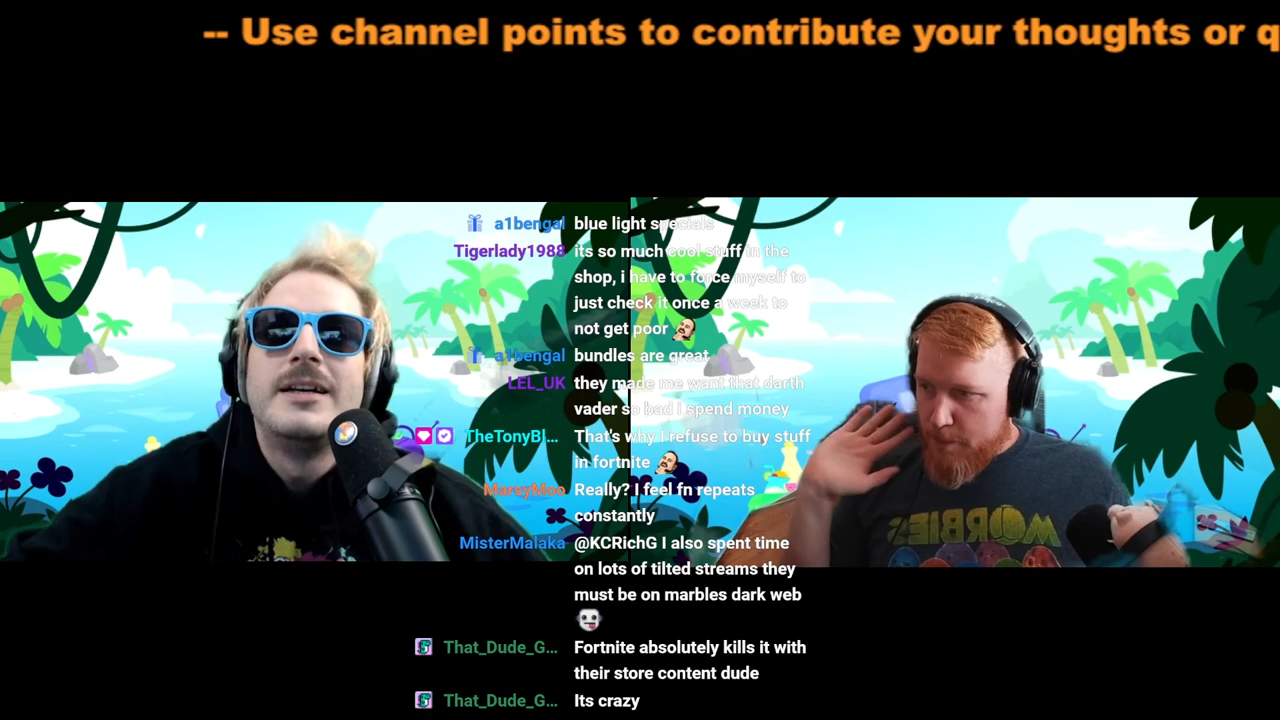 -- Use channel points to contribute your thoughts or q
a1bengal blue light specials
Tigerlady1988 its so much cool stuff in the
shop, i have to force myself to
just check it once a week to
not get poor
a1bengal bundles are great
LEL_UK they made me want that darth
vader so bad I spend money
TheTonyBl... That's why I refuse to buy stuff
in fortnite
MarsyMoo Really? I feel fn repeats
constantly
MisterMalaka @KCRichG I also spent time
on lots of tilted streams they
must be on marbles dark web
That_Dude_G... Fortnite absolutely kills it with
their store content dude
That_Dude_G... Its crazy
MORBIES